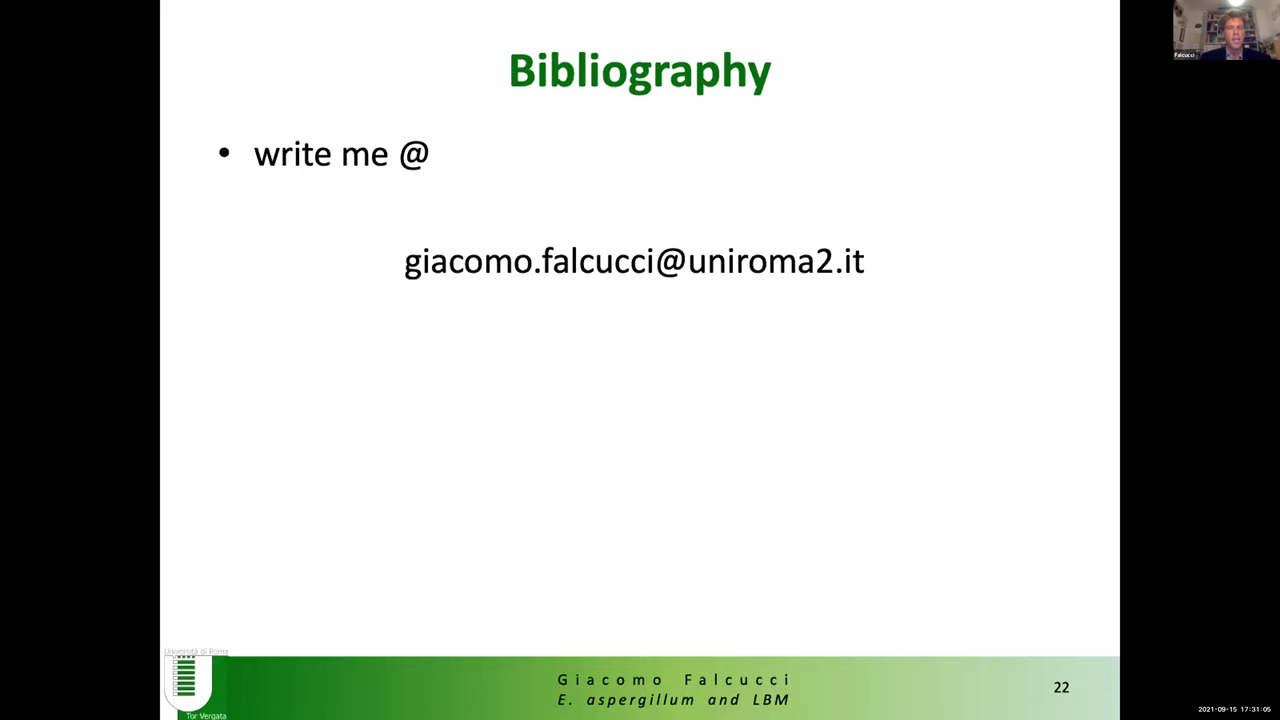 Falcucci
Bibliography
• write me @
giacomo.falcucci@uniroma2.it
Università di Roma
Tor Vergata
Giacomo Falcucci
E. aspergillum and LBM
22
2021-09-15 17:31:05